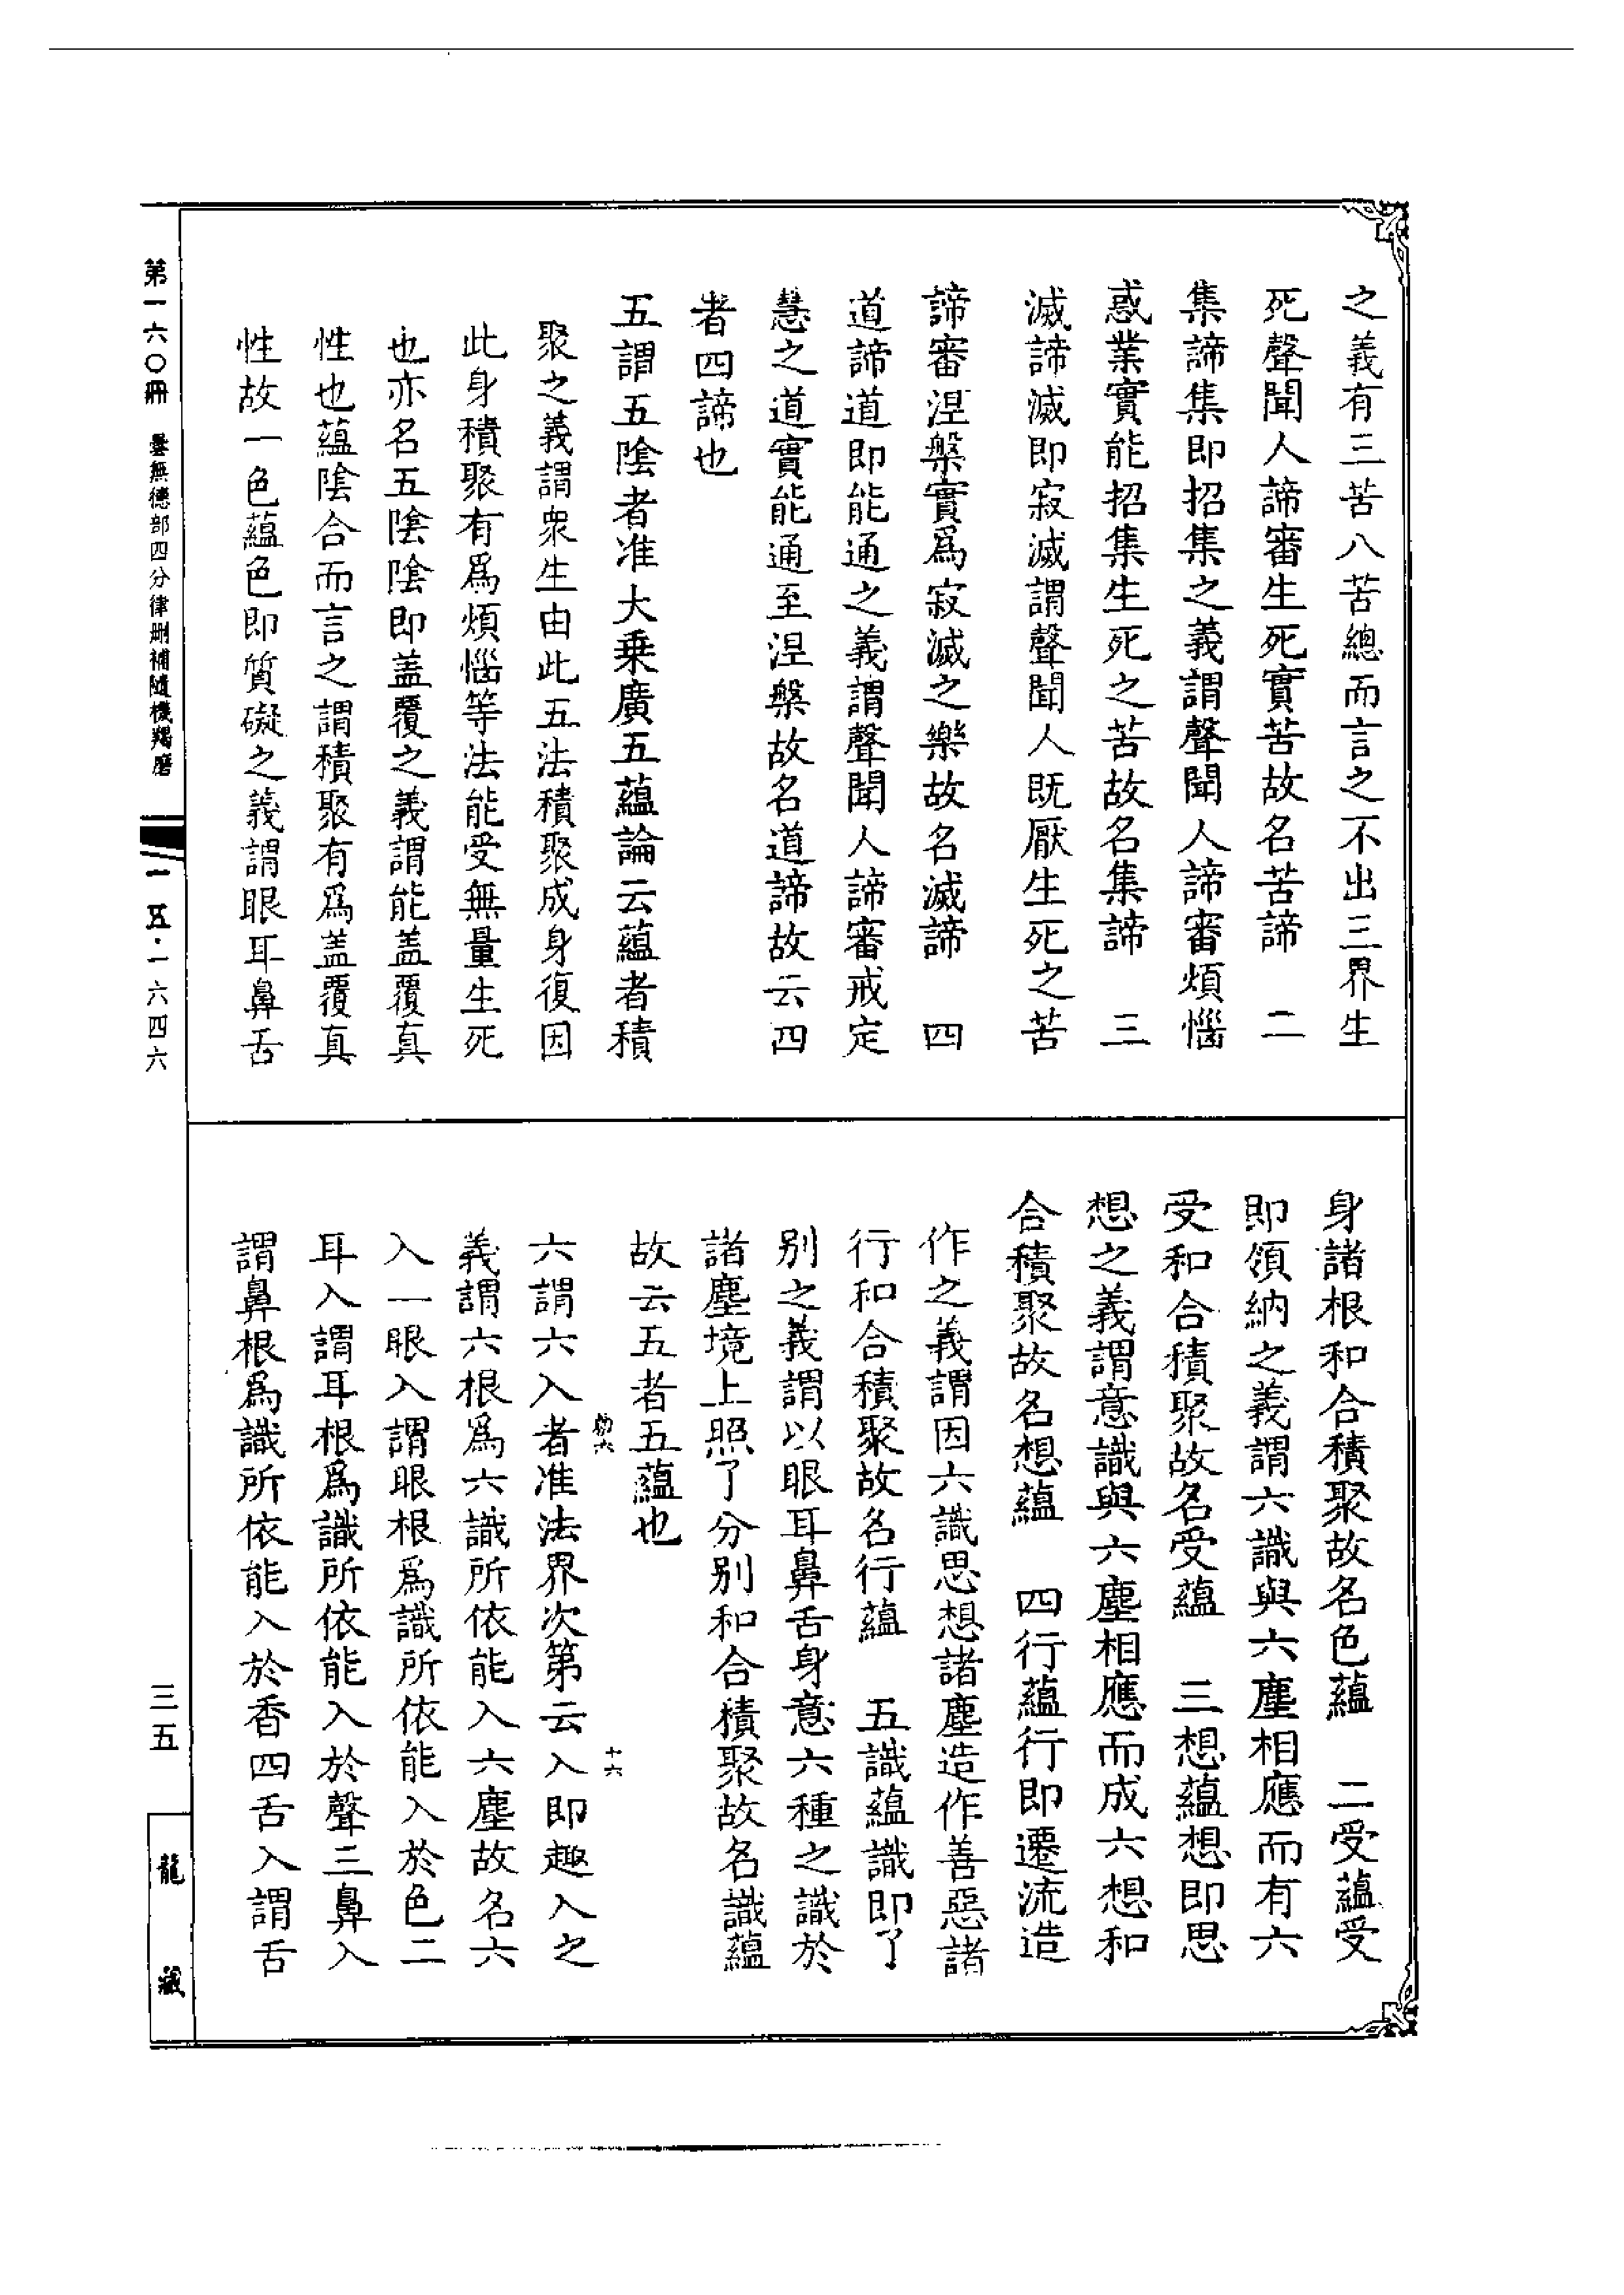 之義有三苦八苦總而言之不出三界生
死聲聞人諦審生死實苦故名苦諦　二
集諦集即招集之義謂聲聞人諦審煩惱
惑業實能招集生死之苦故名集諦　三
滅諦滅即寂滅謂聲聞人既厭生死之苦
諦審涅槃實爲寂滅之樂故名滅諦　四
道諦道即能通之義謂聲聞人諦審戒定
慧之道實能通至涅槃故名道諦故云四
者四諦也
五謂五陰者准大乗廣五蘊論云蘊者積
聚之義謂衆生由此五法積聚成身復因
此身積聚有爲煩惱等法能受無量生死
也亦名五陰陰即盖覆之義謂能盖覆真
性也蘊陰合而言之謂積聚有爲盖覆真
性故一色蘊色即質礙之義謂眼耳鼻舌
身諸根和合積聚故名色蘊　二受蘊受
即領納之義謂六識與六塵相應而有六
受和合積聚故名受蘊　三想蘊想即思
想之義謂意識與六塵相應而成六想和
合積聚故名想蘊　四行蘊行即遷流造
作之義謂因六識思想諸塵造作善惡諸
行和合積聚故名行蘊　五識蘊識即了
别之義謂以眼耳鼻舌身意六種之識於
諸塵境上照了分别和合積聚故名識蘊
故云五者五蘊也
六謂六入者准法界次第云入即趣入之
義謂六根爲六識所依能入六塵故名六
入一眼入謂眼根爲識所依能入於色二
耳入謂耳根爲識所依能入於聲三鼻入
謂鼻根爲識所依能入於香四舌入謂舌
十六
第一六〇冊　曇無德部四分律刪補隨機羯磨
一一五·一六四六
三五
龍藏